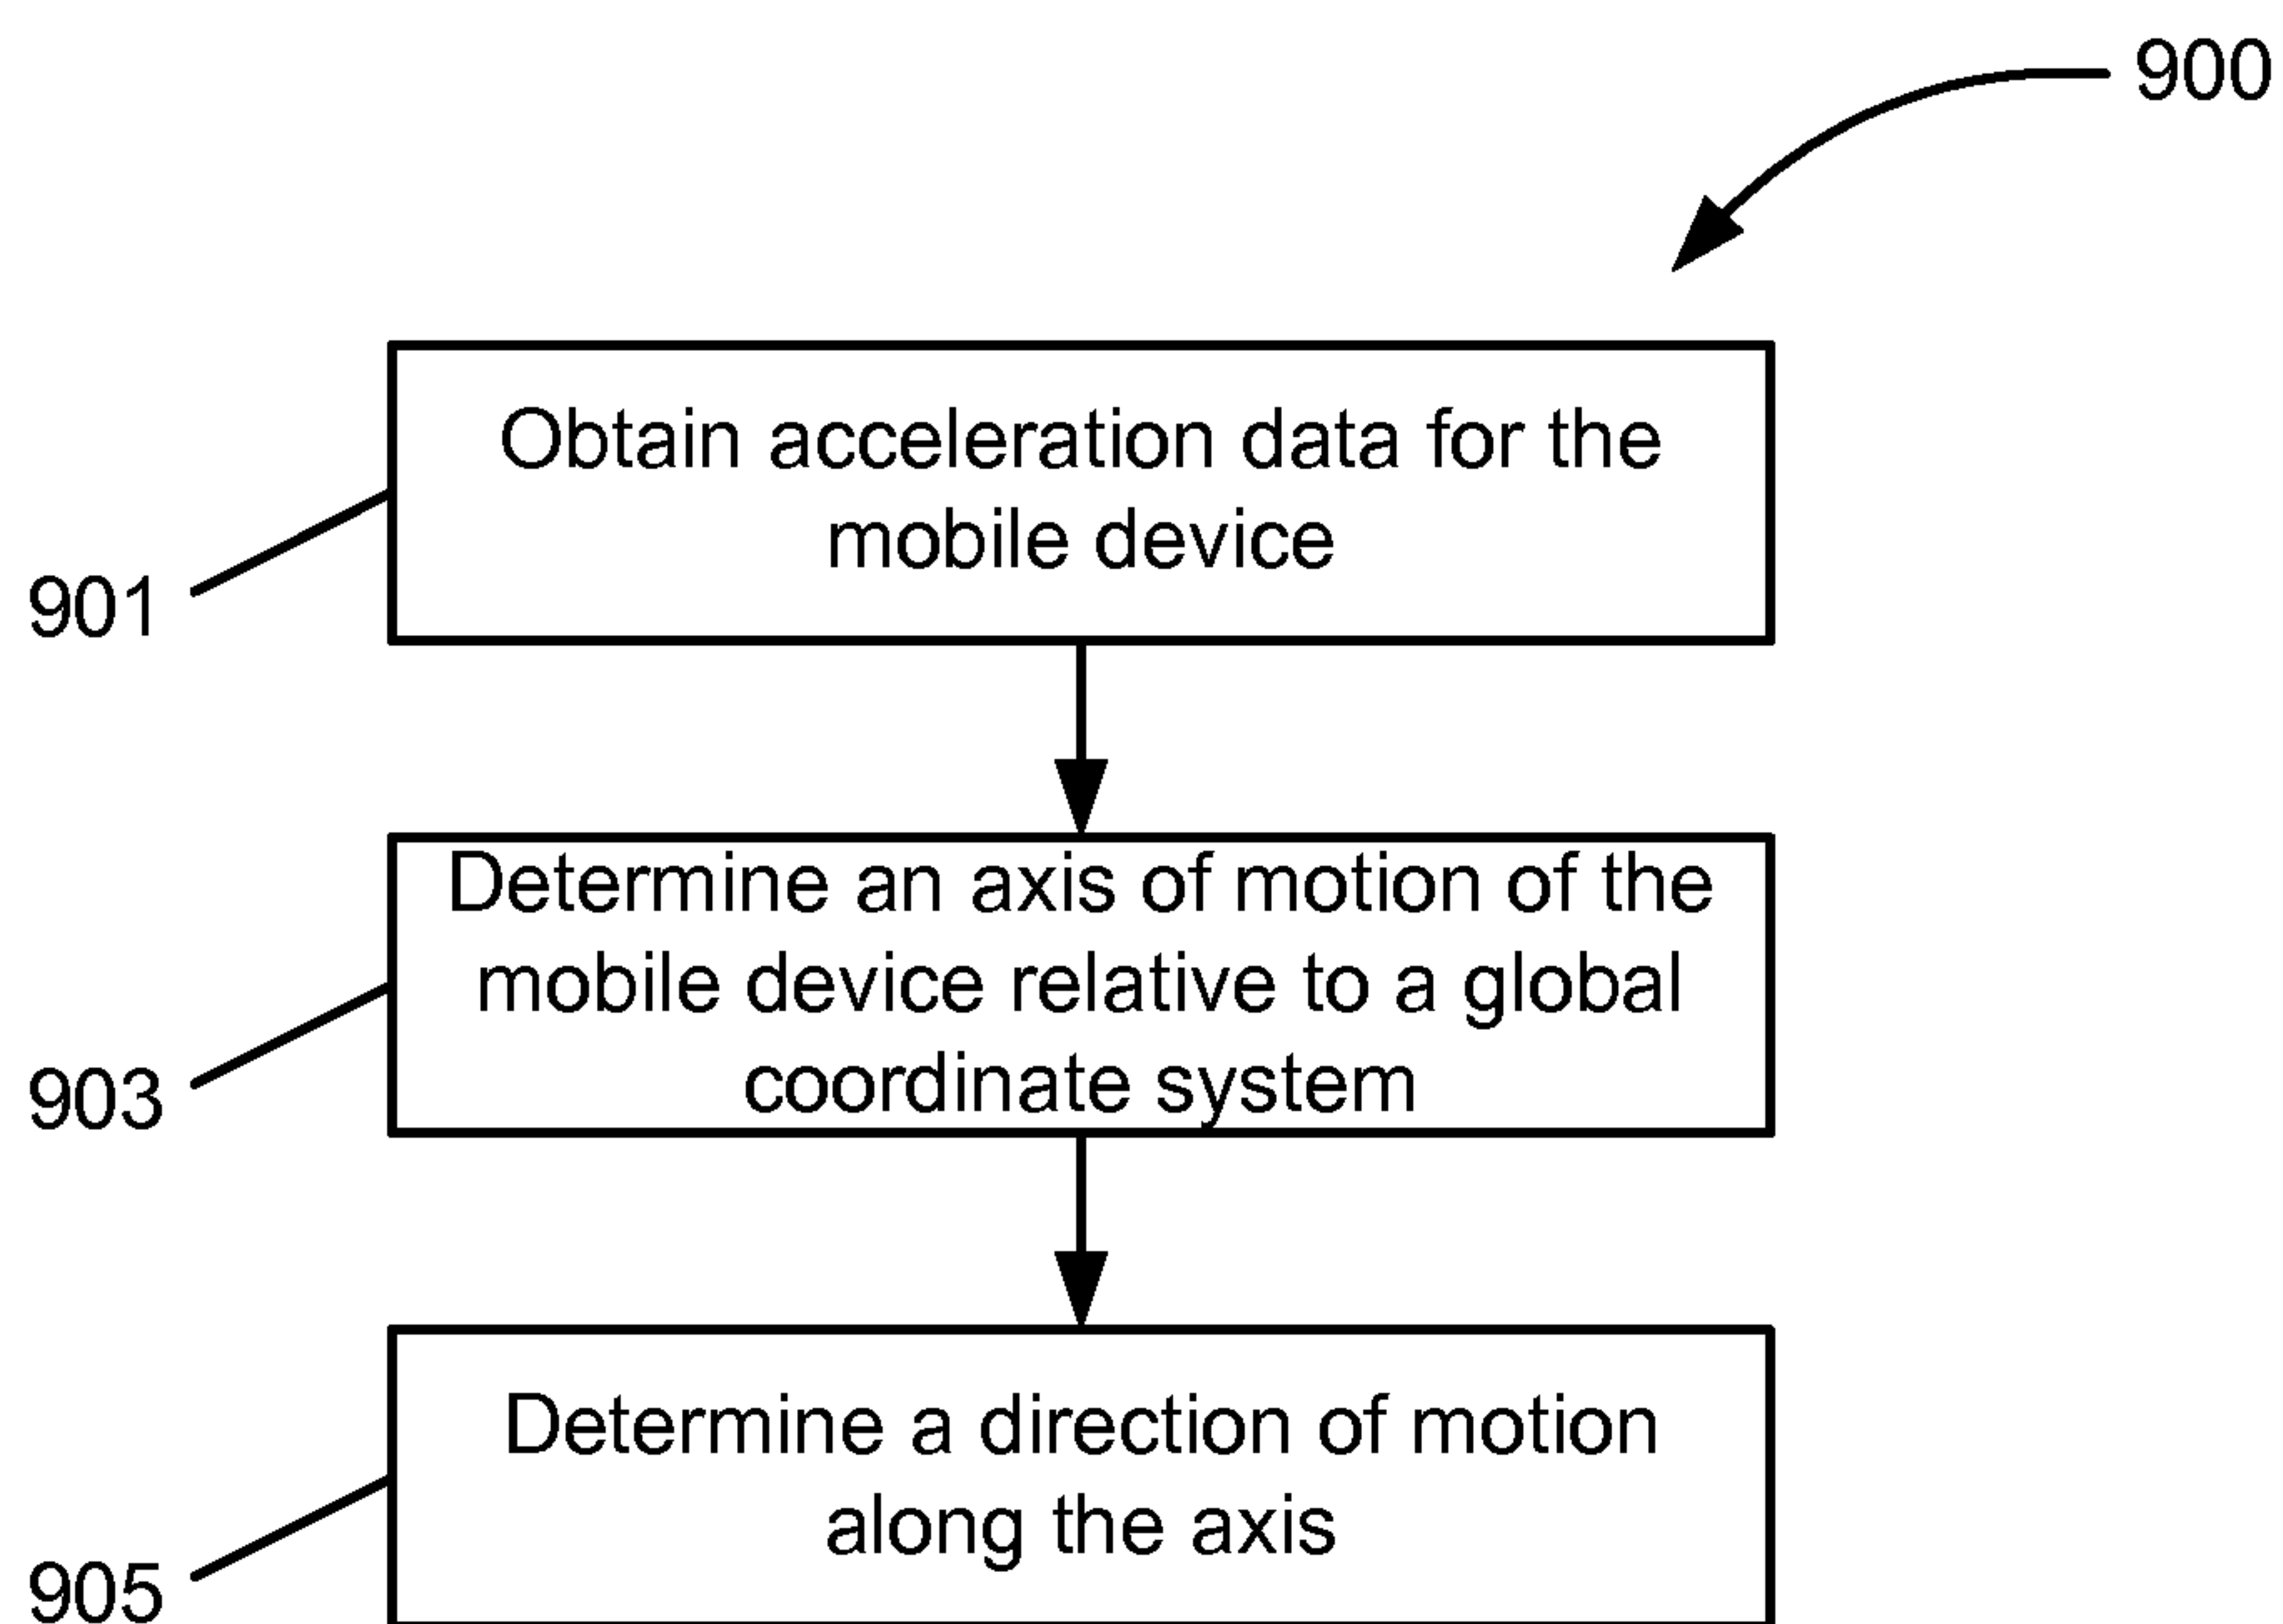 900
Obtain acceleration data for the
mobile device
901
Determine an axis of motion of the
mobile device relative to a global
coordinate system
903
Determine a direction of motion
along the axis
905